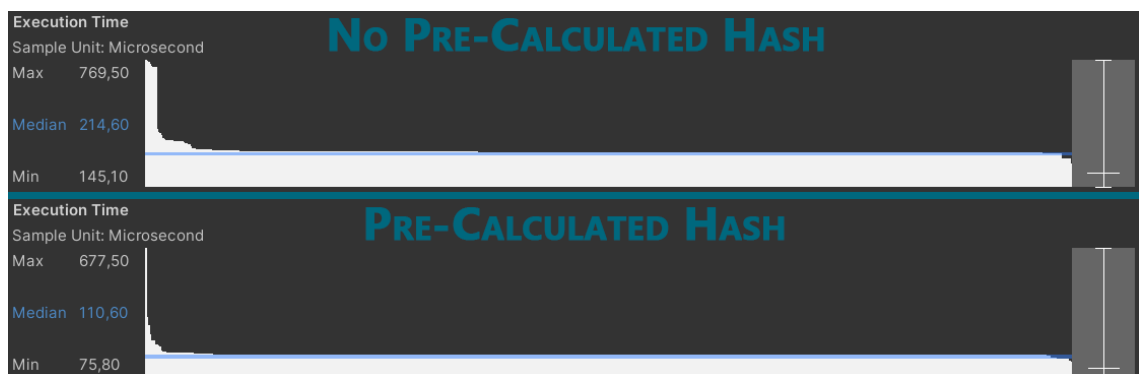 Execution Time
No Pre-Calculated Hash
Sample Unit: Microsecond
Max 769,50
Median 214,60
Min 145,10
Execution Time
Pre-Calculated Hash
Sample Unit: Microsecond
Max 677,50
Median 110,60
Min 75,80